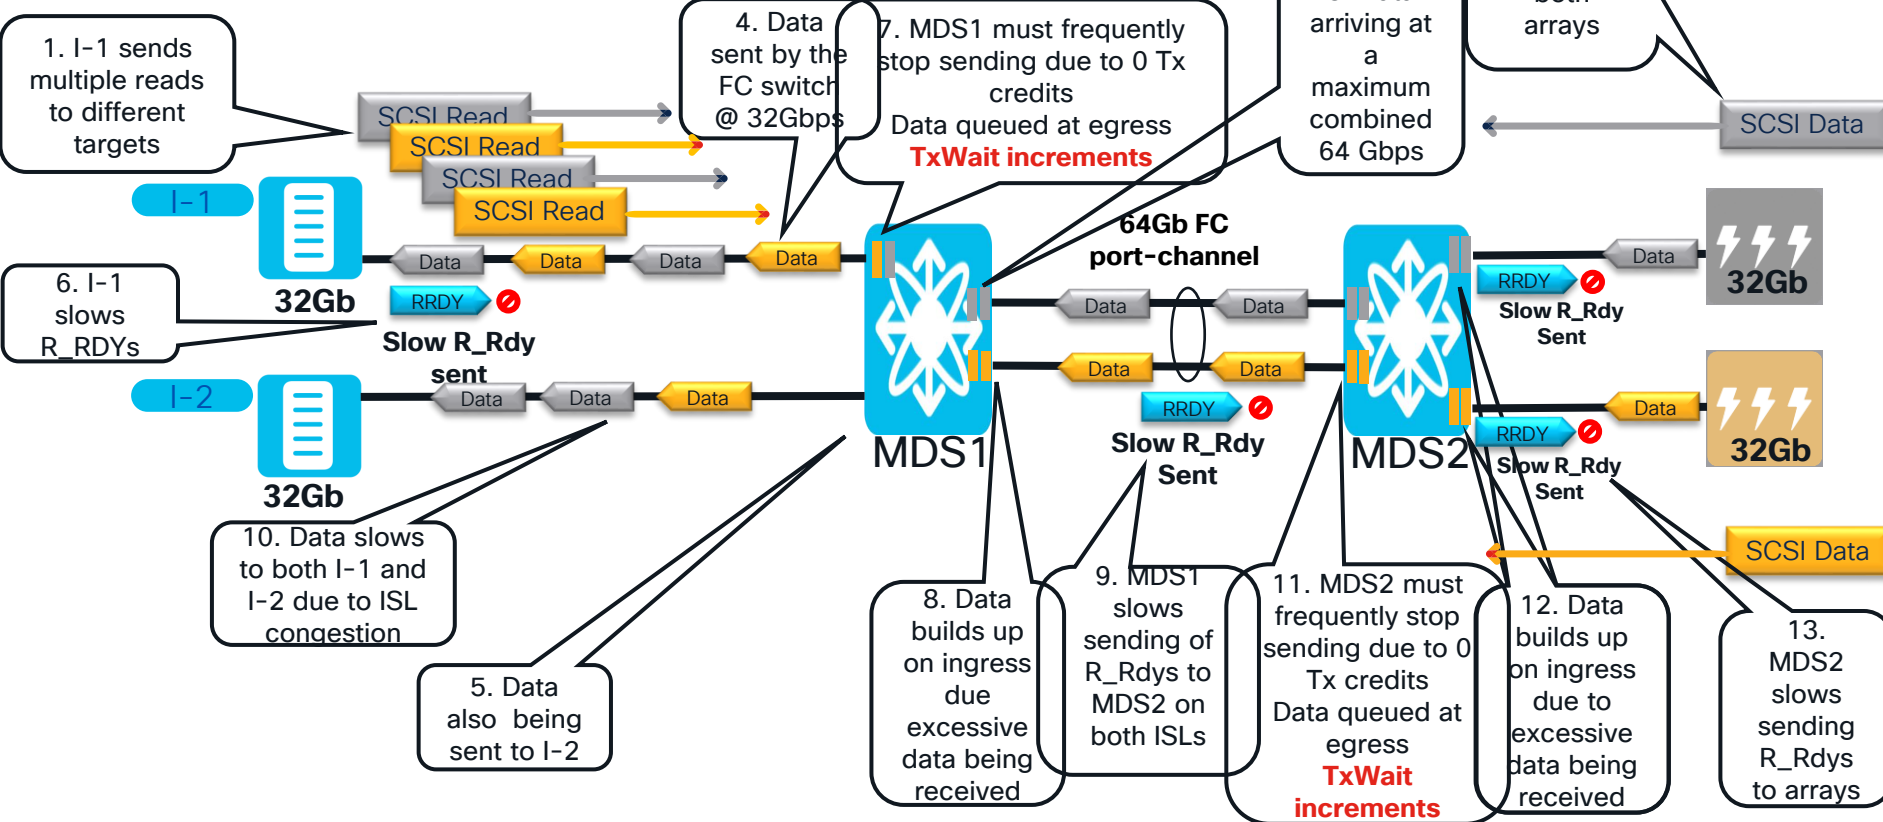 1. I-1 sends
multiple reads
to different
targets
SCSI Read
SCSI Read
SCSI Read
SCSI Read
4. Data
sent by the
FC switch
@ 32Gbps
7. MDS1 must frequently
stop sending due to 0 Tx
credits
Data queued at egress
TxWait increments
arriving at
a
maximum
combined
64 Gbps
both
arrays
SCSI Data
I-1
32Gb
Data
Data
Data
Data
RRDY
Slow R_Rdy
sent
6. I-1
slows
R_RDYs
I-2
32Gb
Data
Data
Data
MDS1
64Gb FC
port-channel
Data
Data
Data
Data
RRDY
Slow R_Rdy
Sent
MDS2
Data
RRDY
Slow R_Rdy
Sent
32Gb
Data
RRDY
Slow R_Rdy
Sent
32Gb
SCSI Data
10. Data slows
to both I-1 and
I-2 due to ISL
congestion
5. Data
also being
sent to I-2
8. Data
builds up
on ingress
due
excessive
data being
received
9. MDS1
slows
sending of
R_Rdys to
MDS2 on
both ISLs
11. MDS2 must
frequently stop
sending due to 0
Tx credits
Data queued at
egress
TxWait
increments
12. Data
builds up
on ingress
due to
excessive
data being
received
13.
MDS2
slows
sending
R_Rdys
to arrays